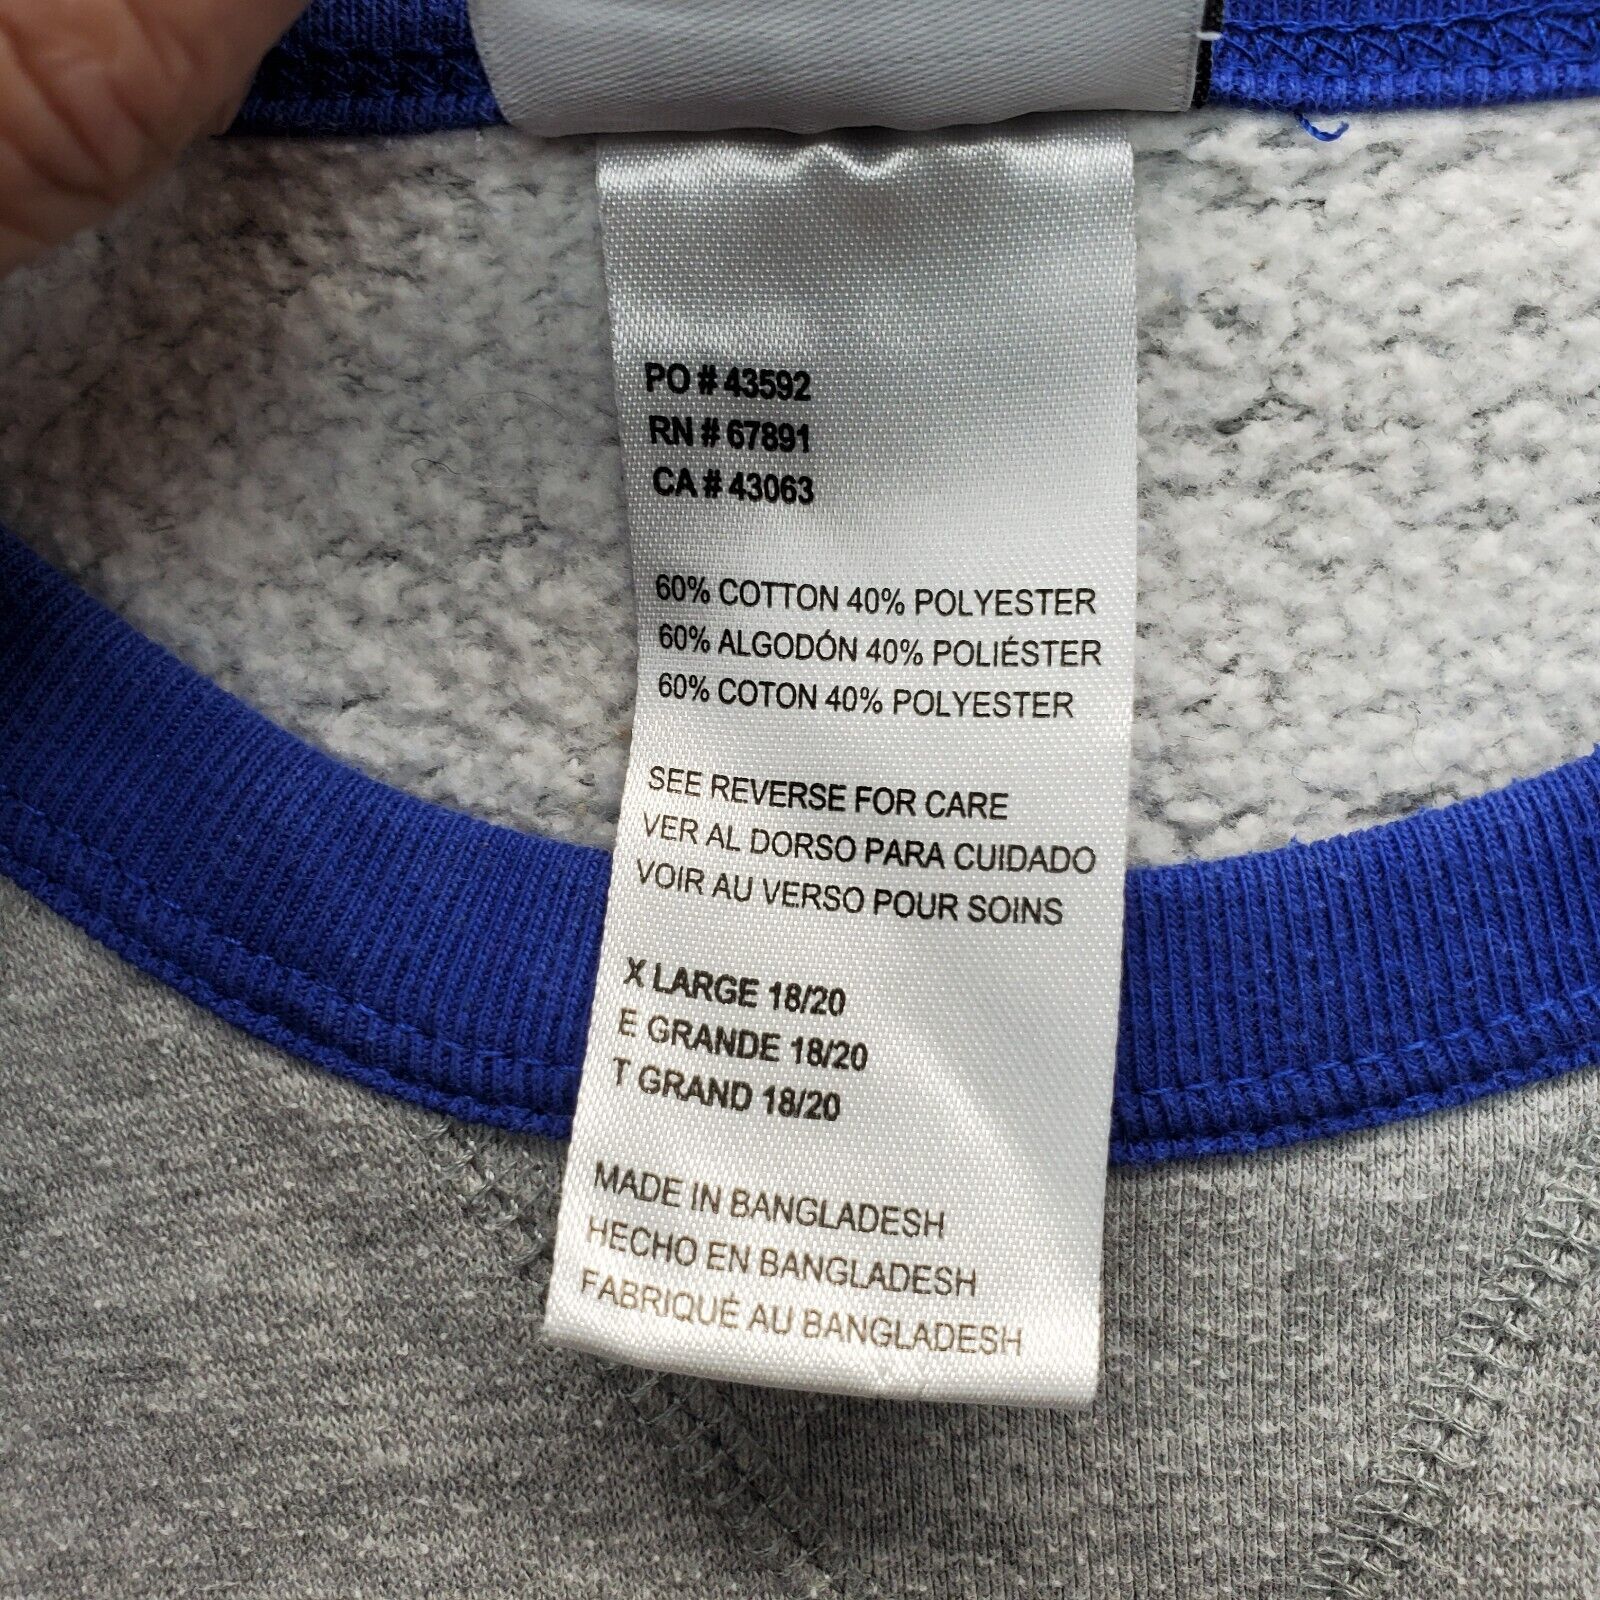 PO # 43592
RN # 67891
CA # 43063
60% COTTON 40% POLYESTER
60% ALGODÓN 40% POLIÉSTER
60% COTON 40% POLYESTER
SEE REVERSE FOR CARE
VER AL DORSO PARA CUIDADO
VOIR AU VERSO POUR SOINS
X LARGE 18/20
E GRANDE 18/20
T GRAND 18/20
MADE IN BANGLADESH
HECHO EN BANGLADESH
FABRIQUÉ AU BANGLADESH